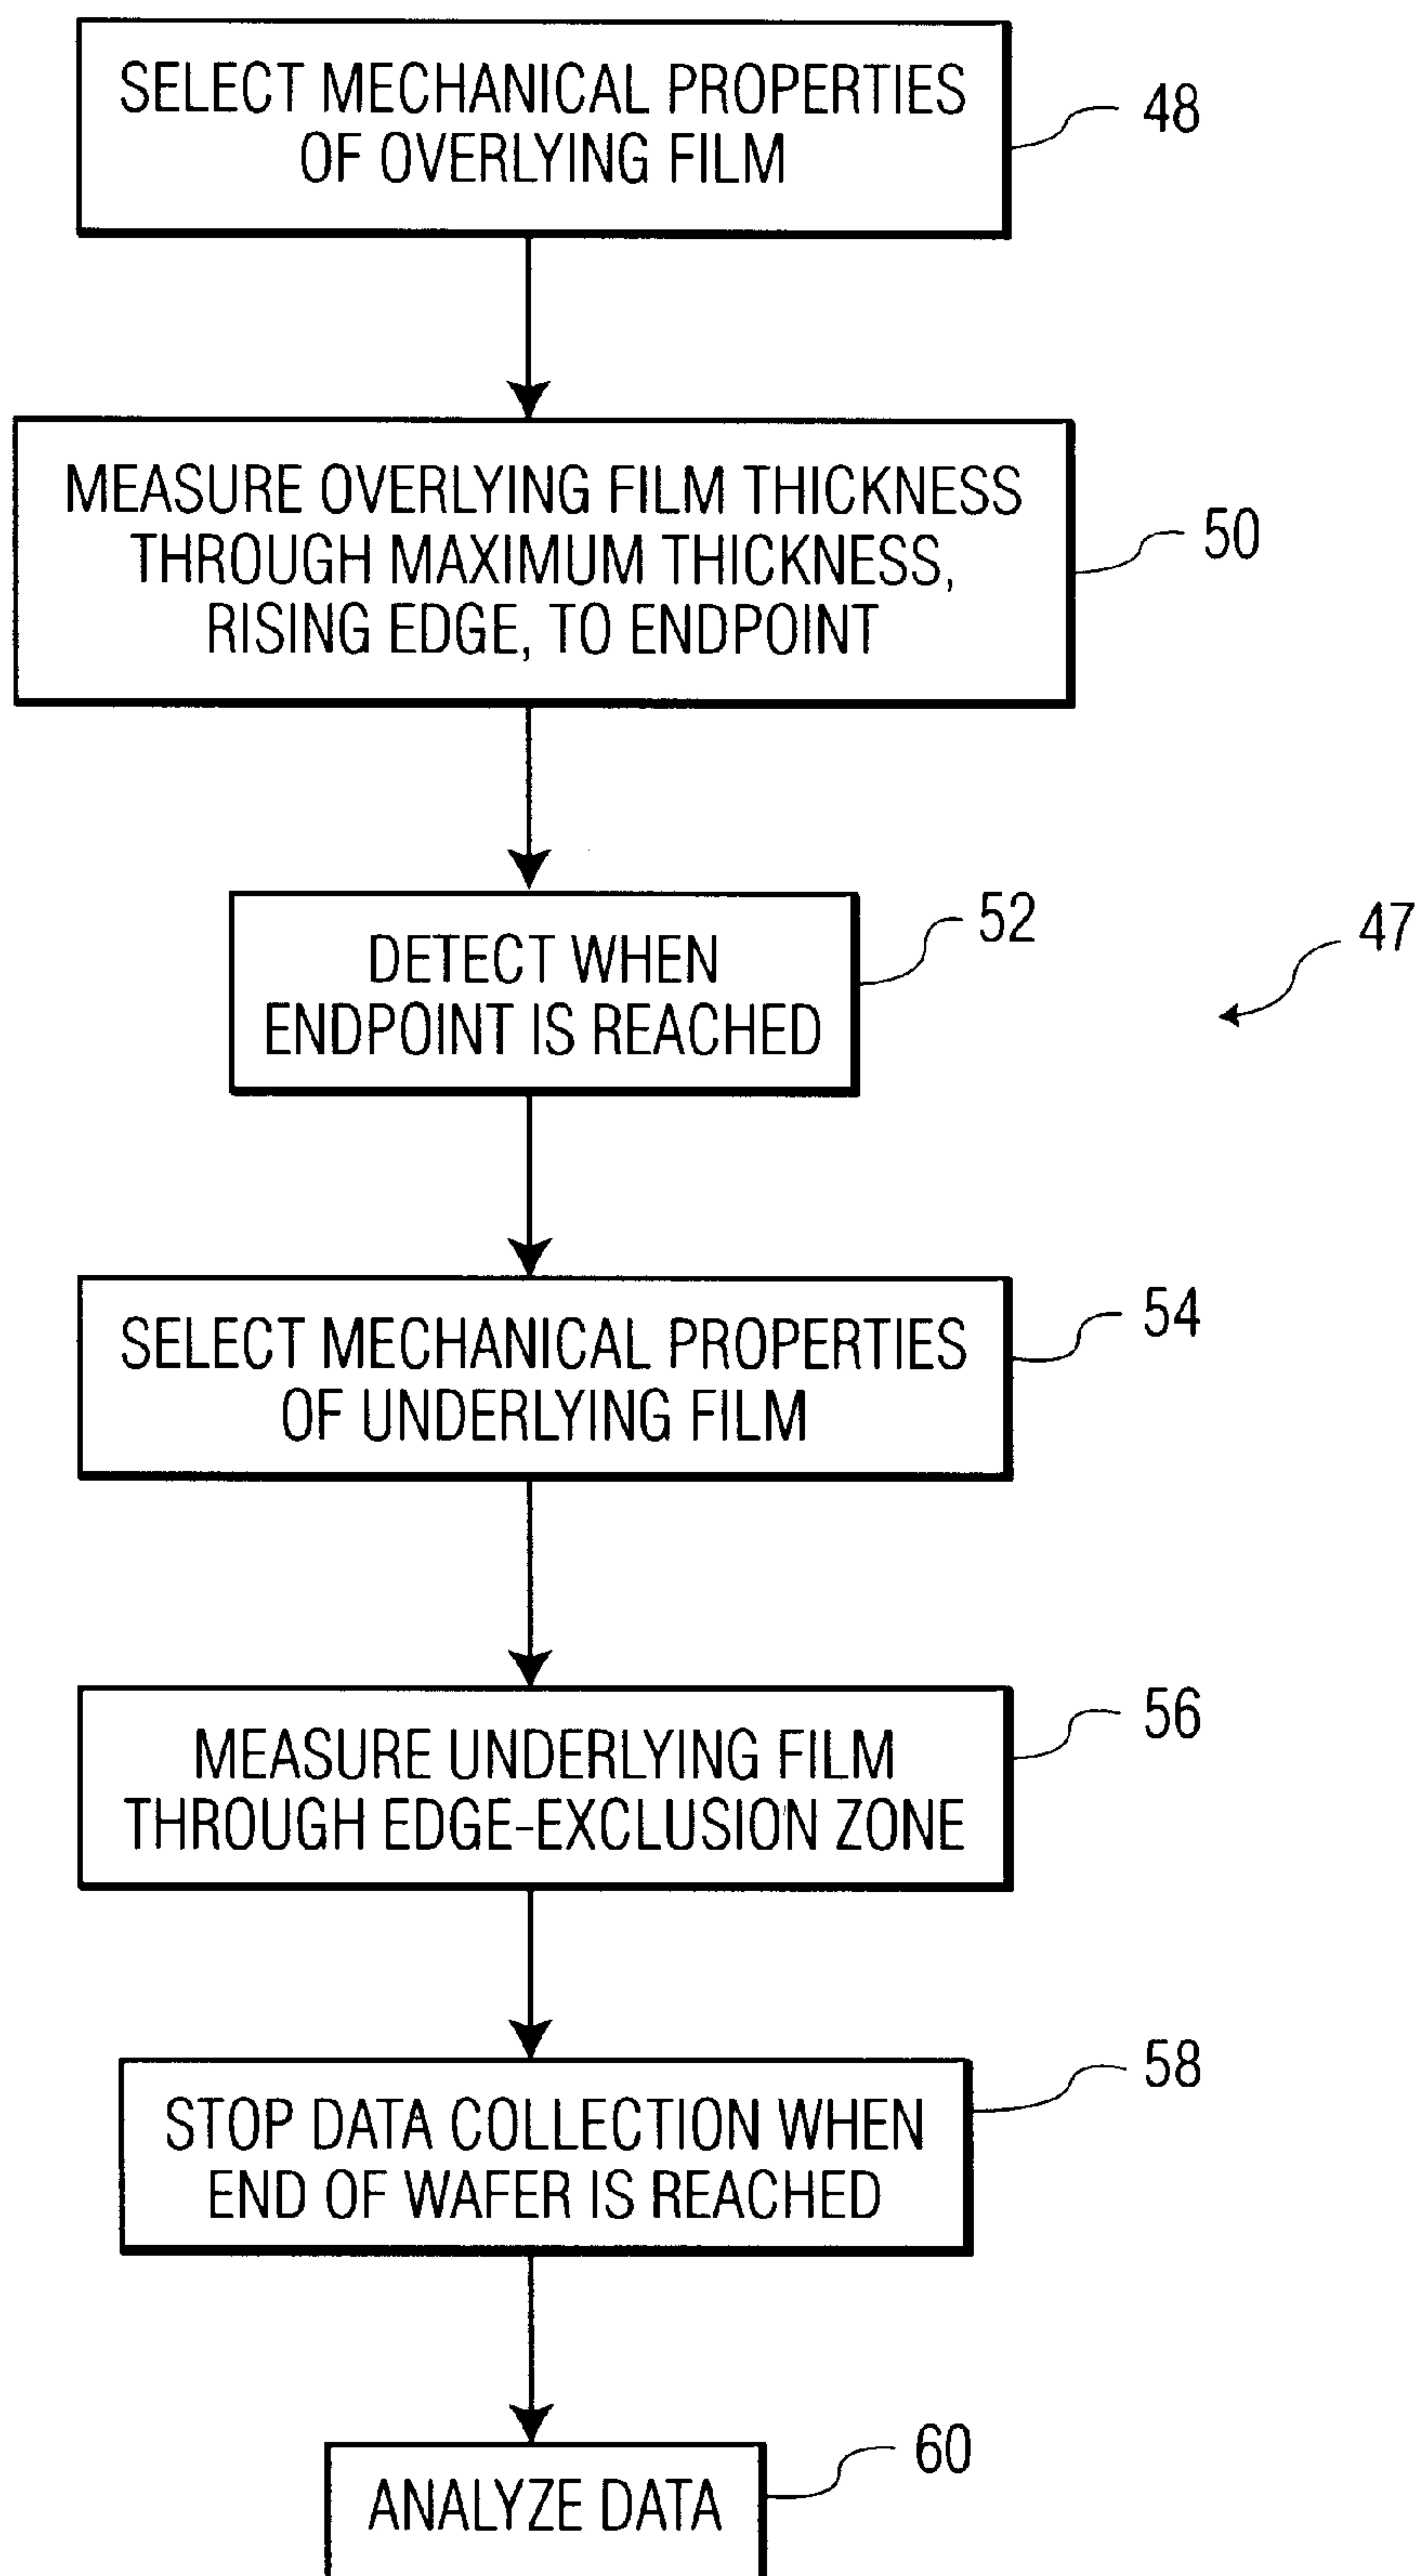 SELECT MECHANICAL PROPERTIES
OF OVERLYING FILM
48
MEASURE OVERLYING FILM THICKNESS
THROUGH MAXIMUM THICKNESS,
RISING EDGE, TO ENDPOINT
50
DETECT WHEN
ENDPOINT IS REACHED
52
47
SELECT MECHANICAL PROPERTIES
OF UNDERLYING FILM
54
MEASURE UNDERLYING FILM
THROUGH EDGE-EXCLUSION ZONE
56
STOP DATA COLLECTION WHEN
END OF WAFER IS REACHED
58
ANALYZE DATA
60